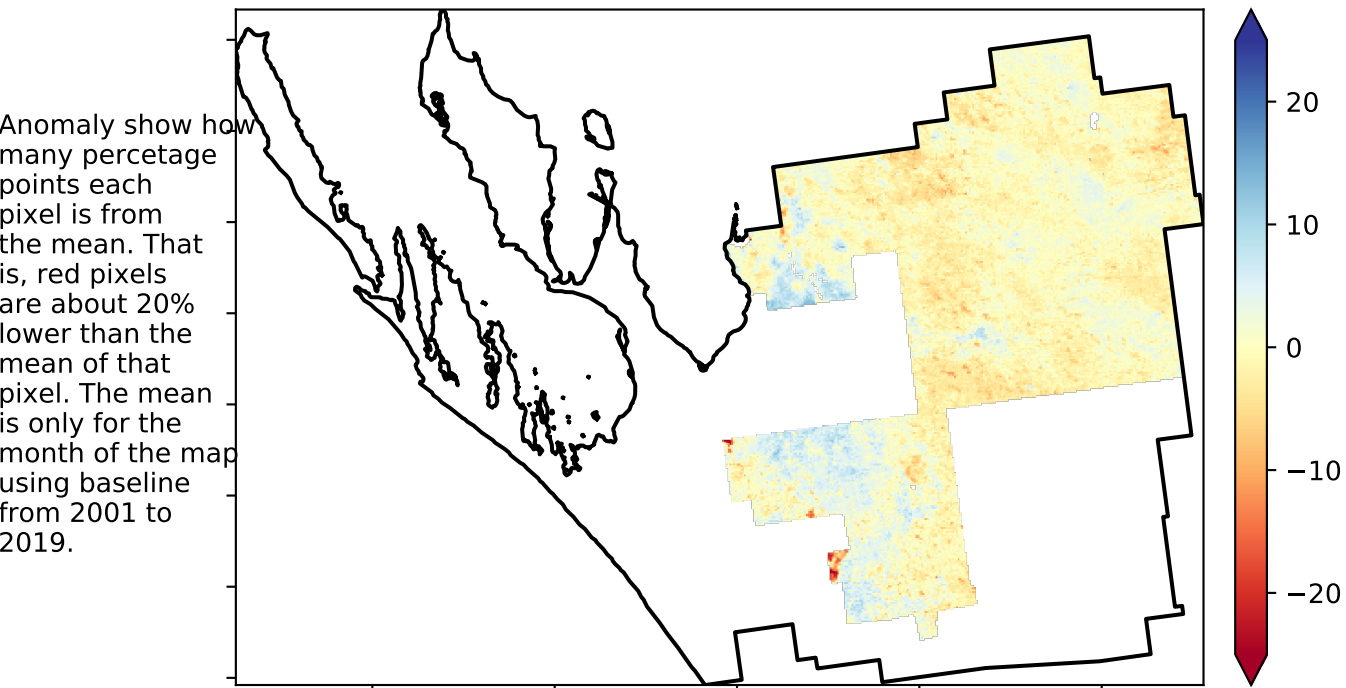 Anomaly show how
many percetage
points each
pixel is from
the mean. That
is, red pixels
are about 20%
lower than the
mean of that
pixel. The mean
is only for the
month of the map
using baseline
from 2001 to
2019.
20
10
0
−10
−20